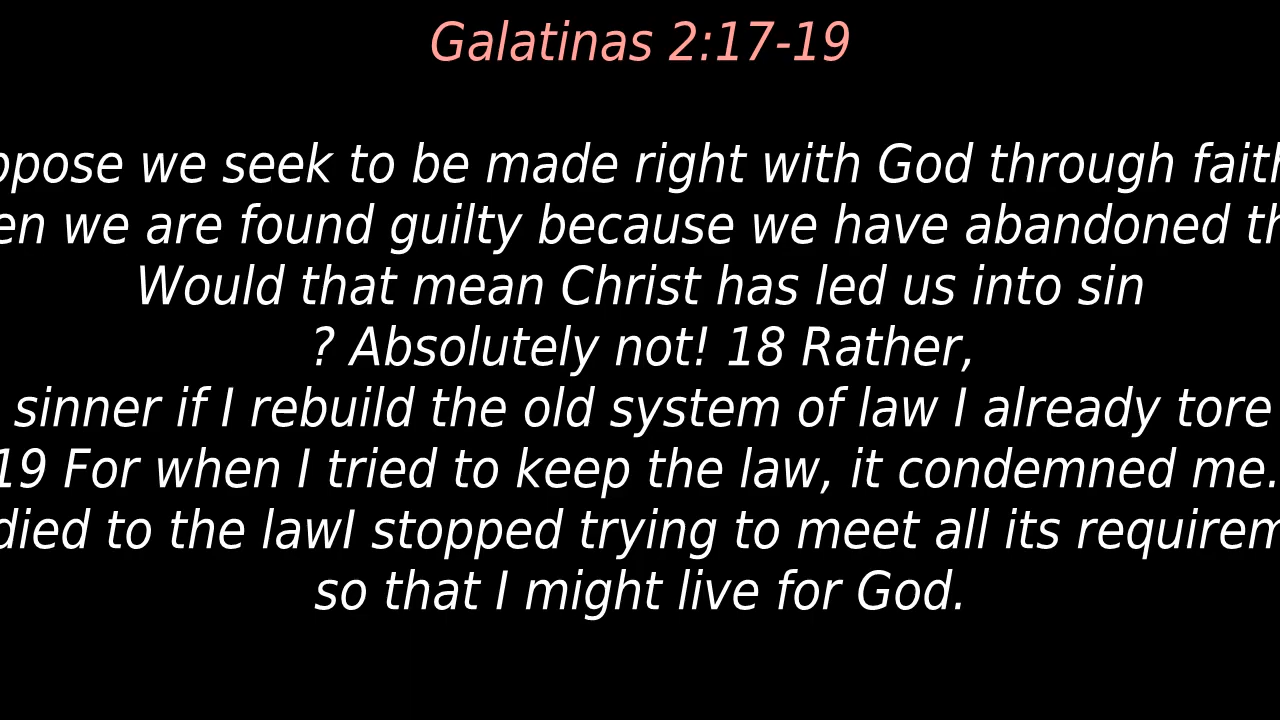 Galatinas 2:17-19
ppose we seek to be made right with God through faith
en we are found guilty because we have abandoned th
Would that mean Christ has led us into sin
? Absolutely not! 18 Rather,
sinner if I rebuild the old system of law I already tore
19 For when I tried to keep the law, it condemned me.
died to the lawI stopped trying to meet all its requirem
so that I might live for God.